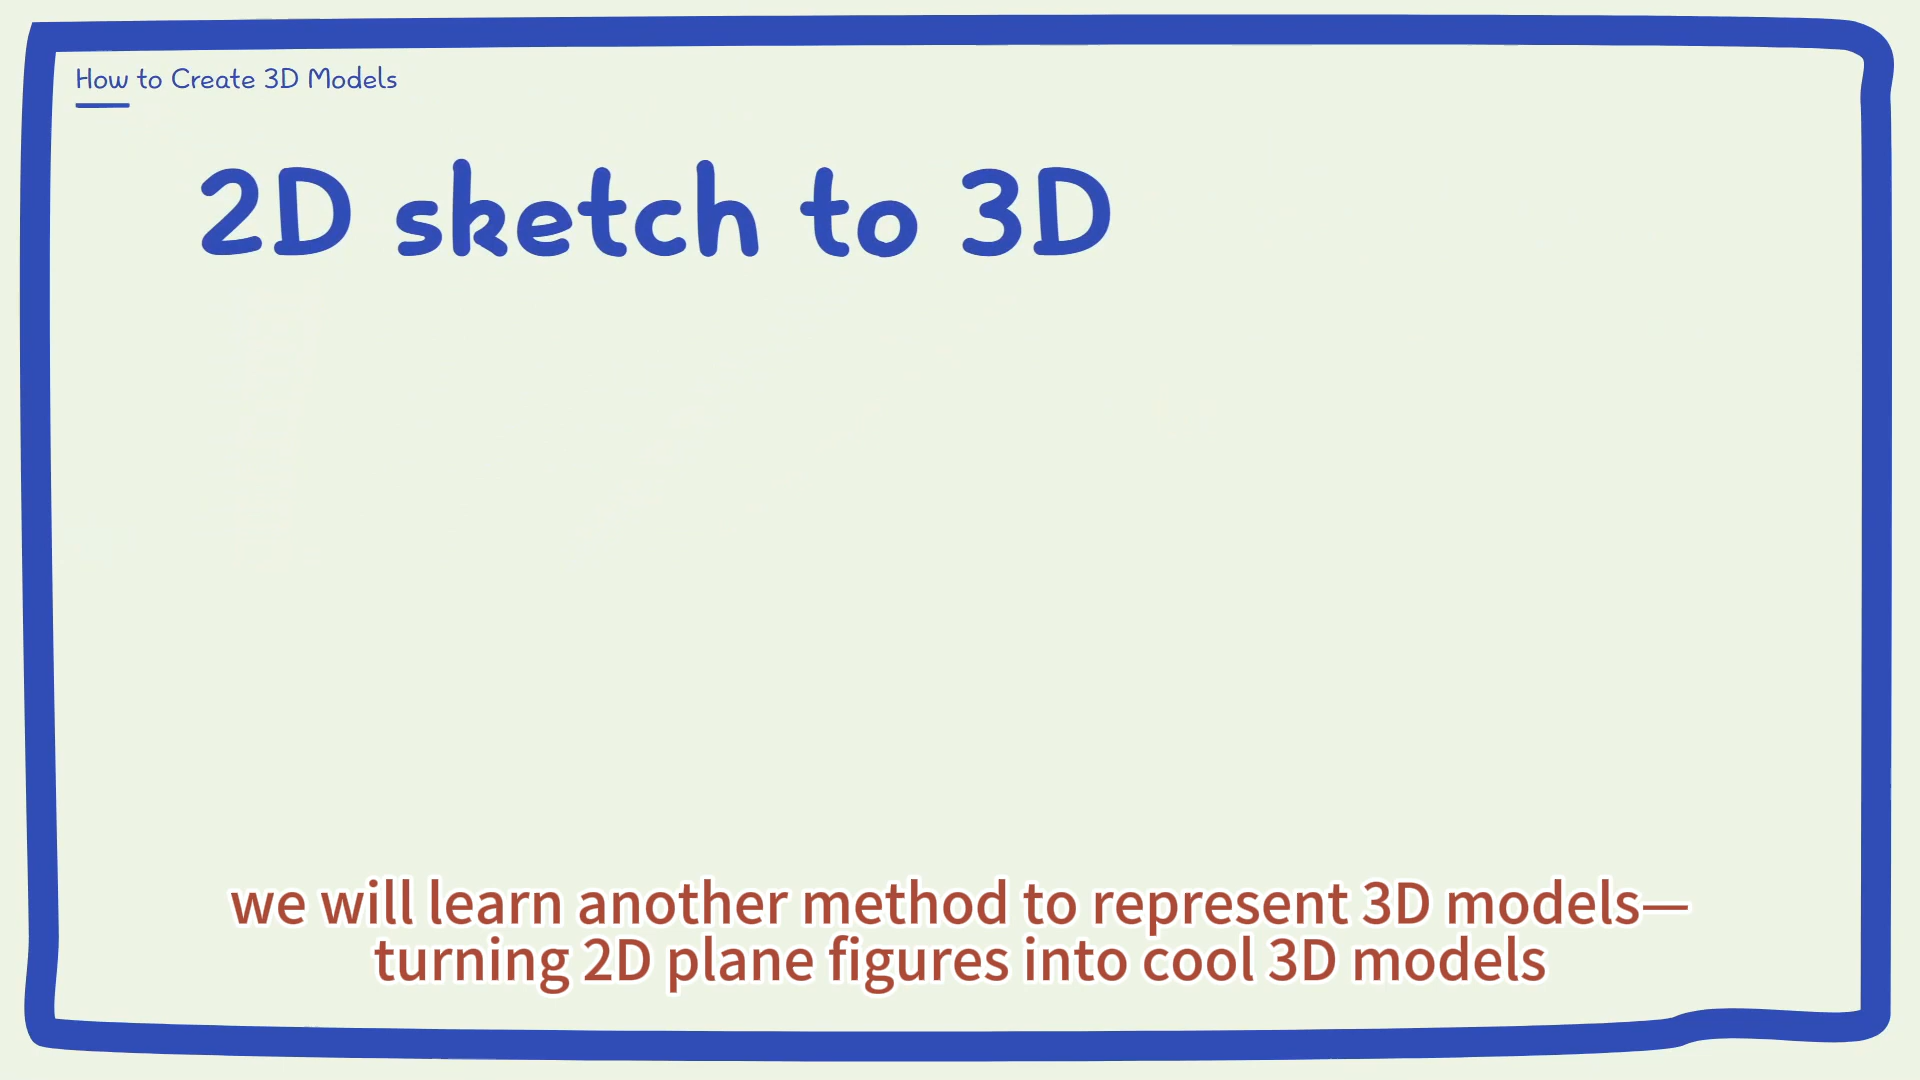 How to Create 3D Models
2D sketch to 3D
we will learn another method to represent 3D models—
turning 2D plane figures into cool 3D models